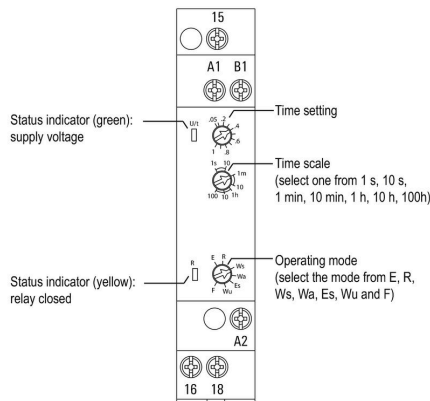 15
A1 B1
Status indicator (green):
supply voltage
U/t
.05 .2 .4 .6 .8 1
Time setting
1s 10 1m 10 1h 10 100
Time scale
(select one from 1 s, 10 s,
1 min, 10 min, 1 h, 10 h, 100h)
Status indicator (yellow):
relay closed
R
E R Ws Wa Es Wu F
Operating mode
(select the mode from E, R,
Ws, Wa, Es, Wu and F)
A2
16 18